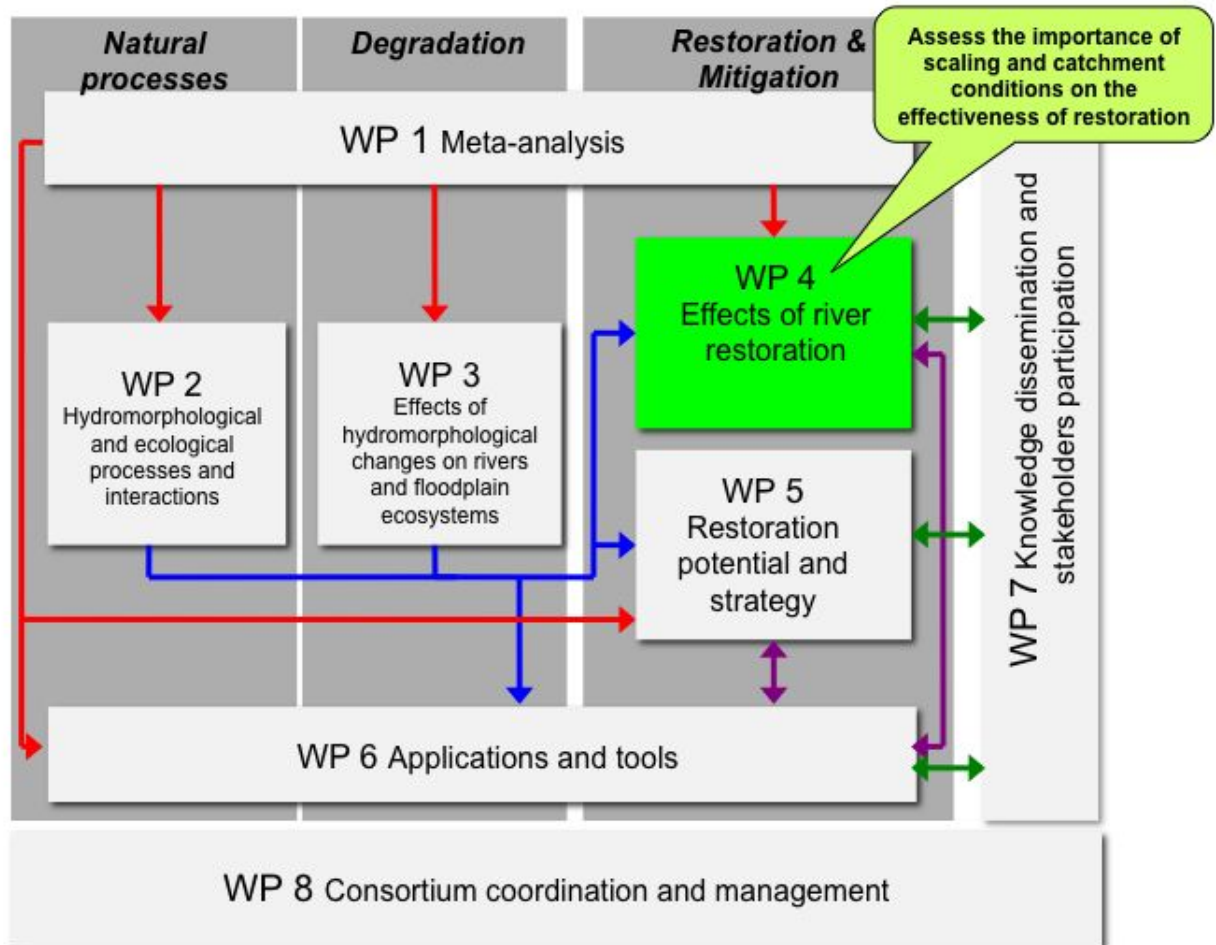 Natural
processes
Degradation
Restoration &
Mitigation
Assess the importance of
scaling and catchment
conditions on the
effectiveness of restoration
WP 1 Meta-analysis
WP 2
Hydromorphological
and ecological
processes and
interactions
WP 3
Effects of
hydromorphological
changes on rivers
and floodplain
ecosystems
WP 4
Effects of river
restoration
WP 5
Restoration
potential and
strategy
WP 6 Applications and tools
WP 7 Knowledge dissemination and
stakeholders participation
WP 8 Consortium coordination and management